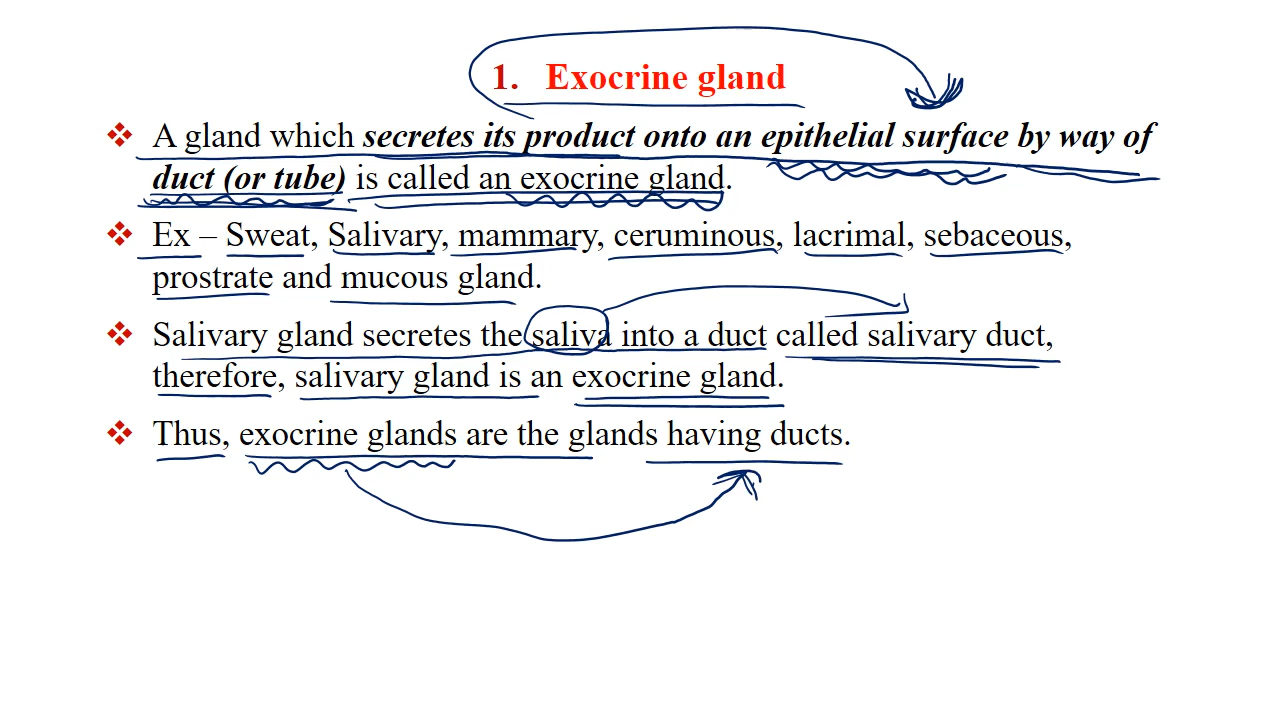 1. Exocrine gland
❖ A gland which secretes its product onto an epithelial surface by way of
duct (or tube) is called an exocrine gland.
❖ Ex – Sweat, Salivary, mammary, ceruminous, lacrimal, sebaceous,
prostrate and mucous gland.
❖ Salivary gland secretes the saliva into a duct called salivary duct,
therefore, salivary gland is an exocrine gland.
❖ Thus, exocrine glands are the glands having ducts.